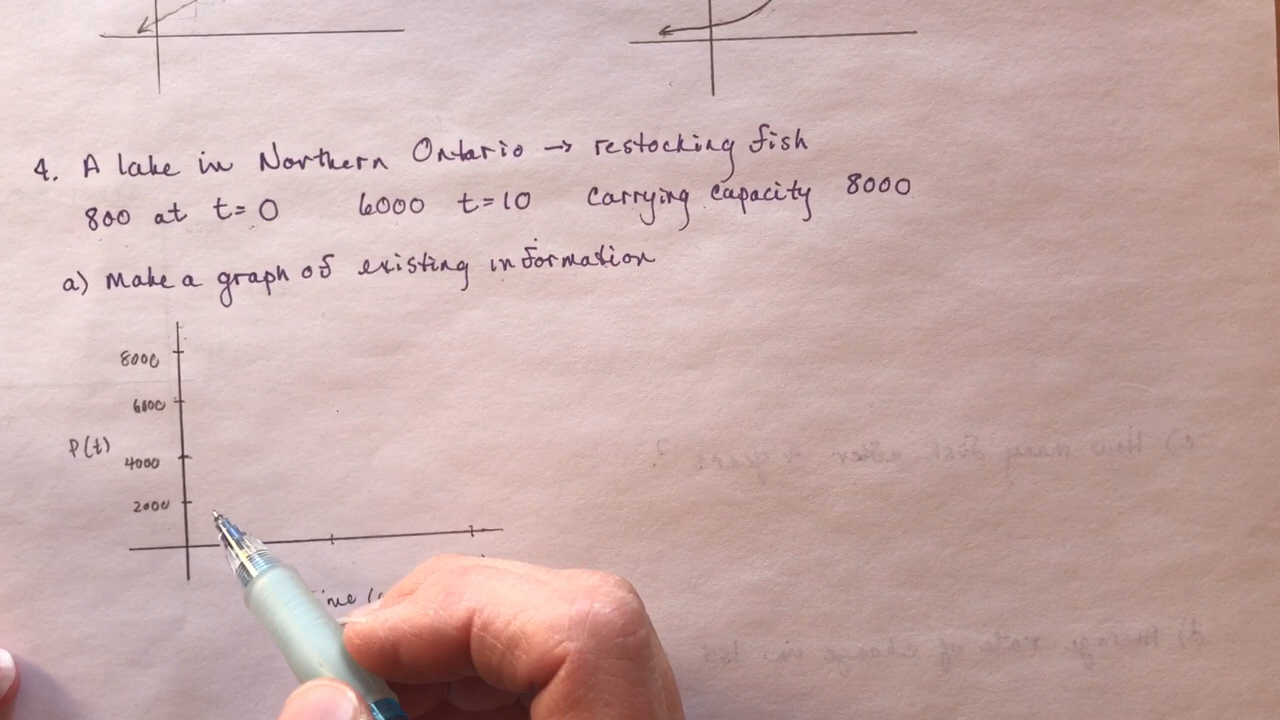 4. A lake in Northern Ontario → restocking fish
800 at t=0 6000 t=10 carrying capacity 8000
a) Make a graph of existing information
8000
6000
P(t)
4000
2000